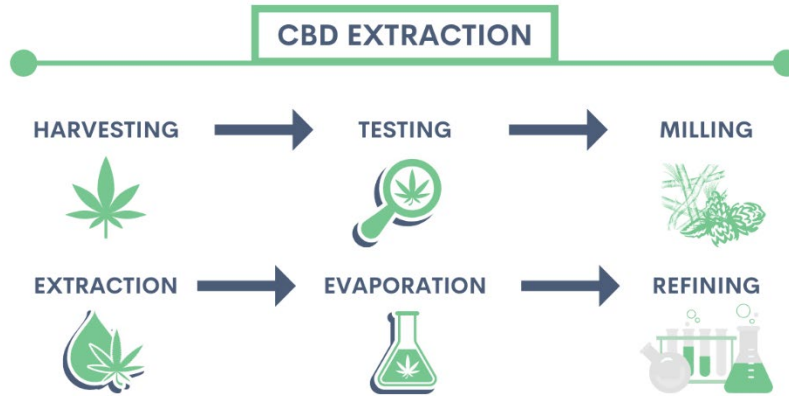 CBD EXTRACTION
HARVESTING
TESTING
MILLING
EXTRACTION
EVAPORATION
REFINING